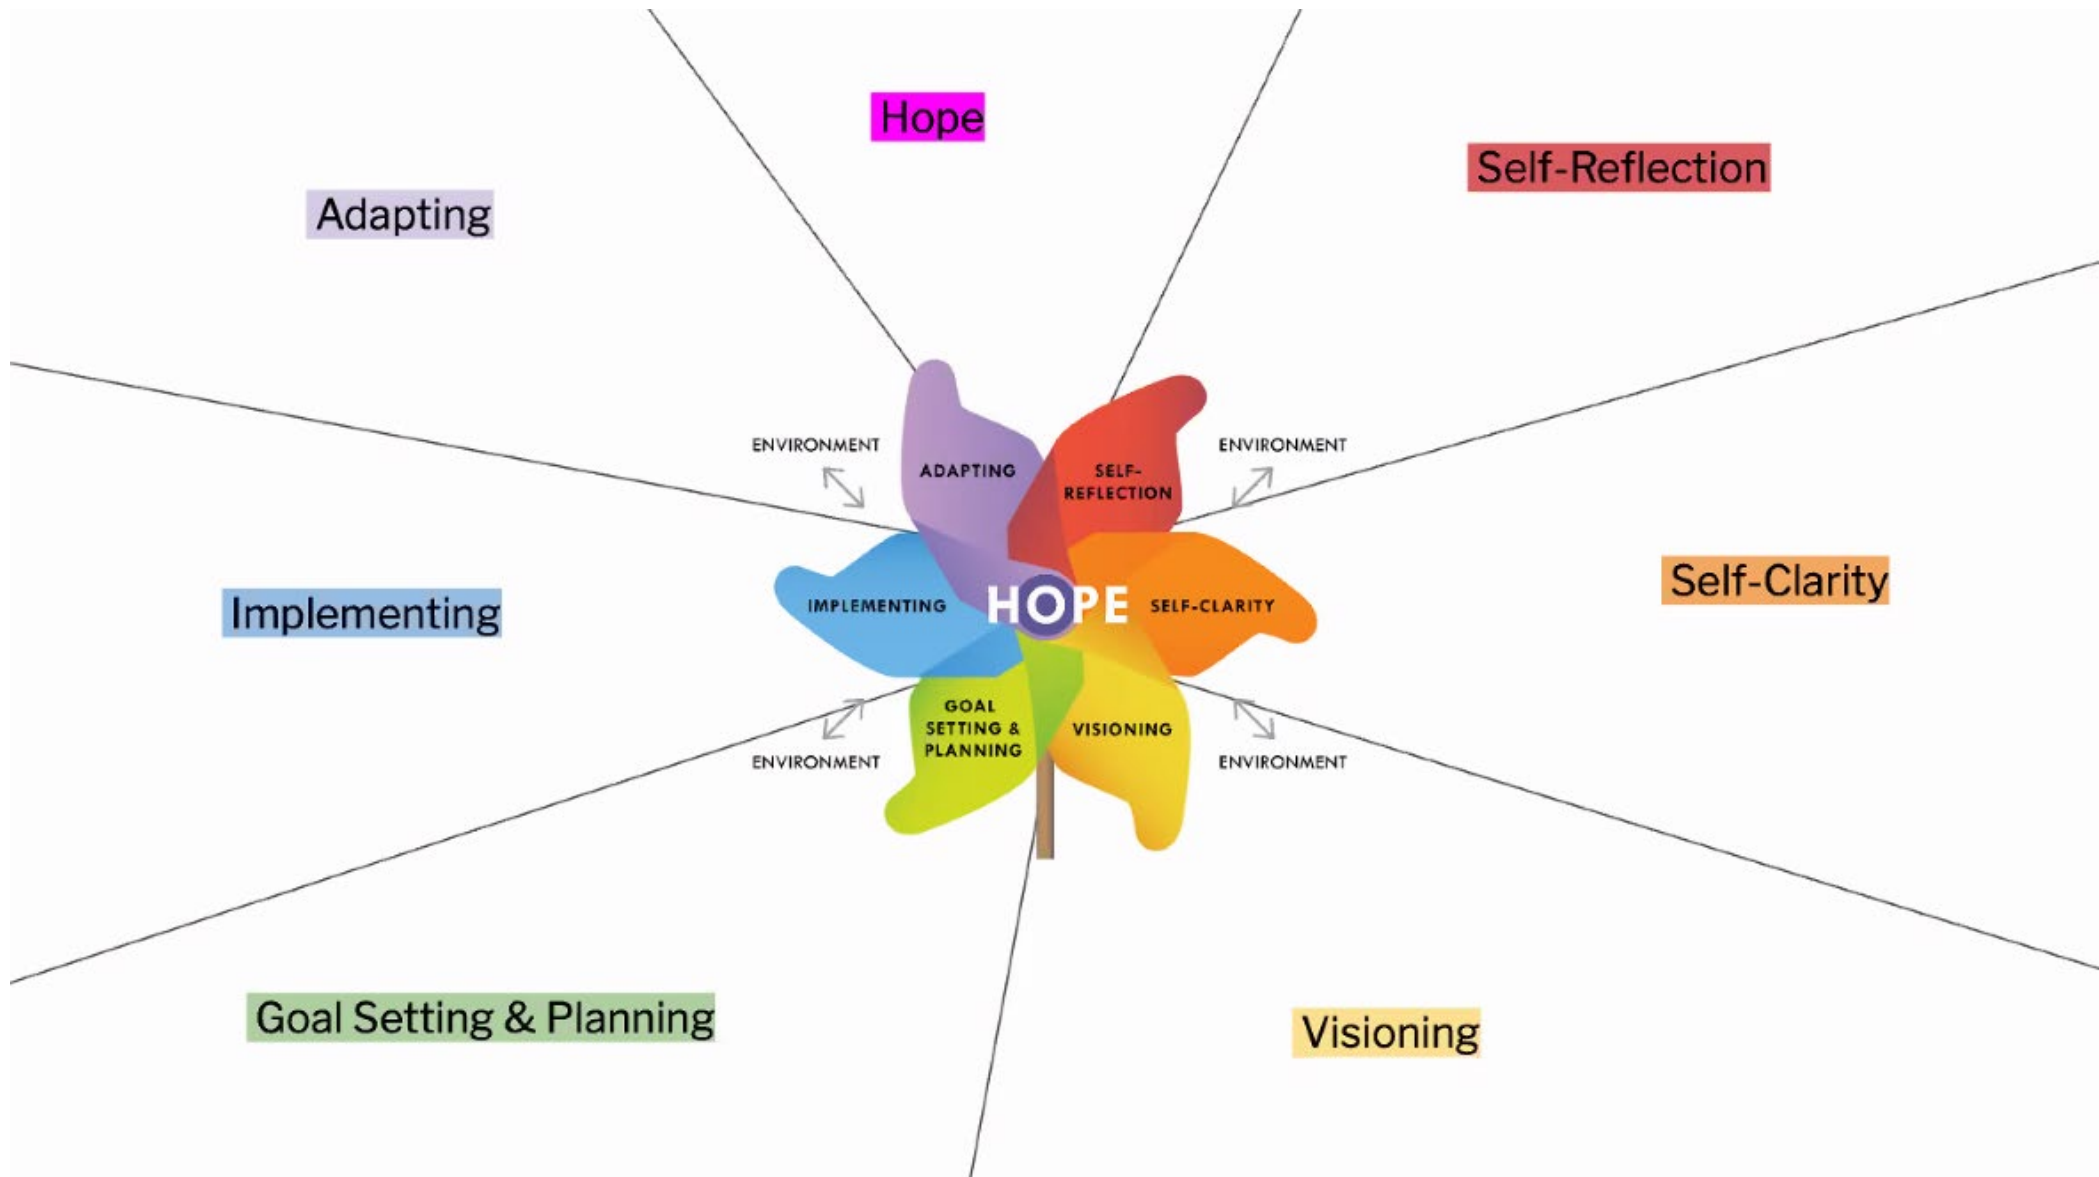 Hope
Self-Reflection
Adapting
ENVIRONMENT
ENVIRONMENT
ADAPTING
SELF-
REFLECTION
Implementing
IMPLEMENTING
HOPE
SELF-CLARITY
Self-Clarity
GOAL
SETTING &
PLANNING
VISIONING
ENVIRONMENT
ENVIRONMENT
Goal Setting & Planning
Visioning